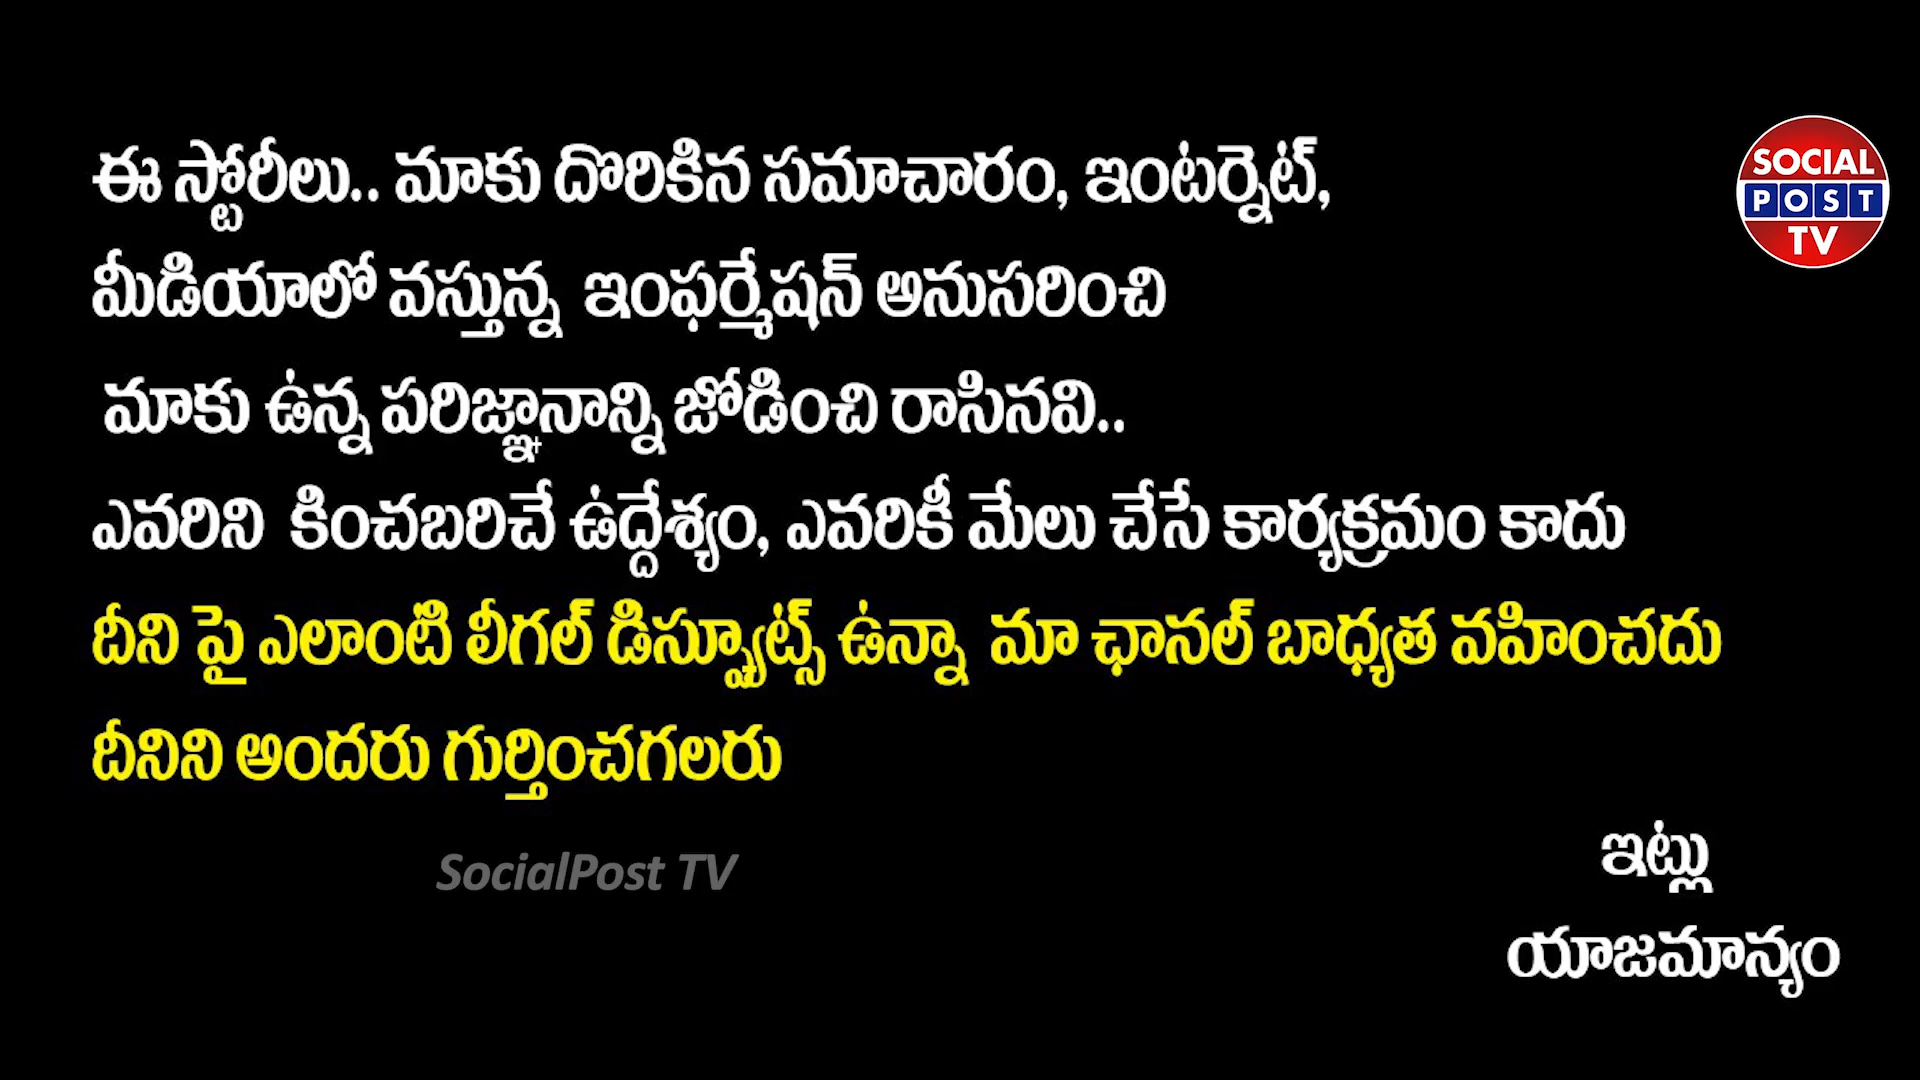 ఈ స్టోరీలు.. మాకు దొరికిన సమాచారం, ఇంటర్నెట్,
మీడియాలో వస్తున్న ఇంఫర్మేషన్ అనుసరించి
మాకు ఉన్న పరిజ్ఞానాన్ని జోడించి రాసినవి..
ఎవరిని కించబరిచే ఉద్దేశ్యం, ఎవరికీ మేలు చేసే కార్యక్రమం కాదు
దీని పై ఎలాంటి లీగల్ డిస్ప్యూట్స్ ఉన్నా మా ఛానల్ బాధ్యత వహించదు
దీనిని అందరు గుర్తించగలరు
ఇట్లు
యాజమాన్యం
SocialPost TV
SOCIAL
POST
TV